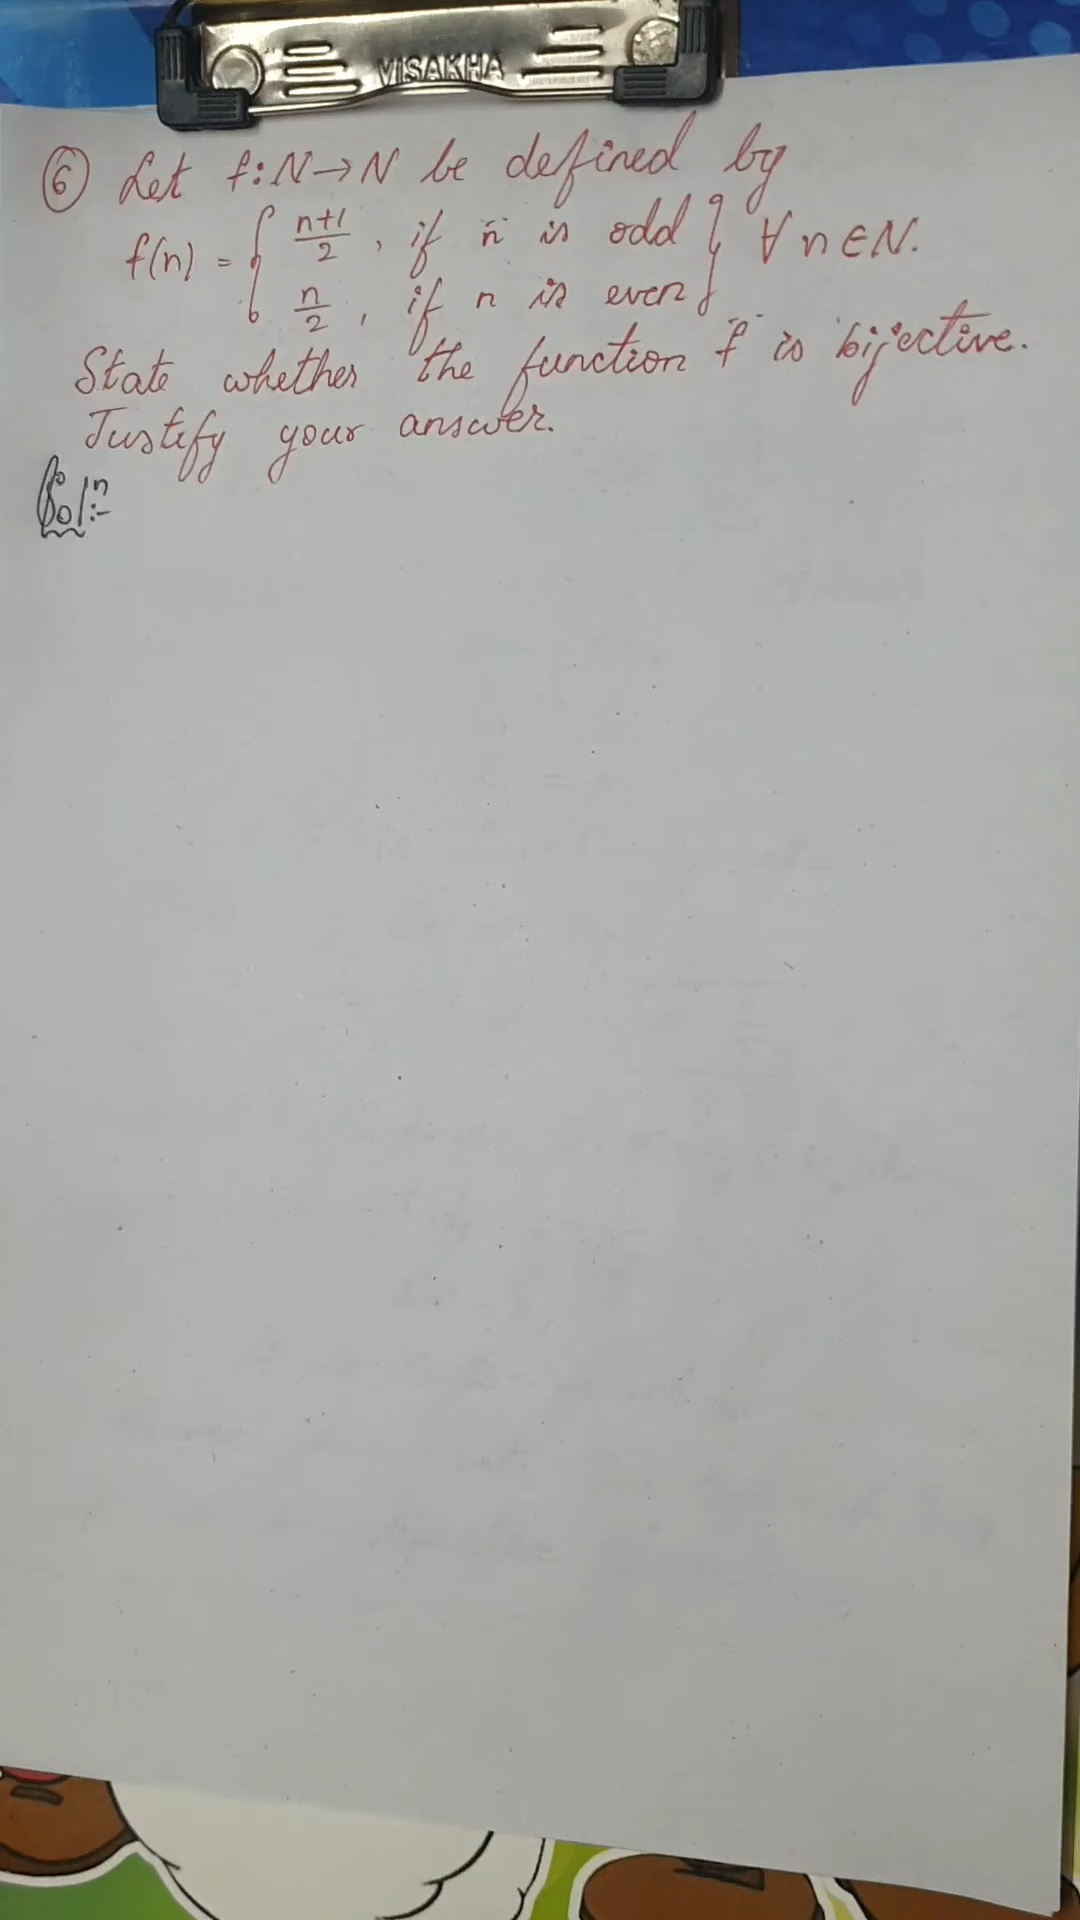 VISAKHA
6 Let f:N→N be defined by
f(n) = { n+1/2 , if n is odd
n/2 , if n is even } ∀ n ∈ N.
State whether the function f is bijective.
Justify your answer.
Solⁿ:-